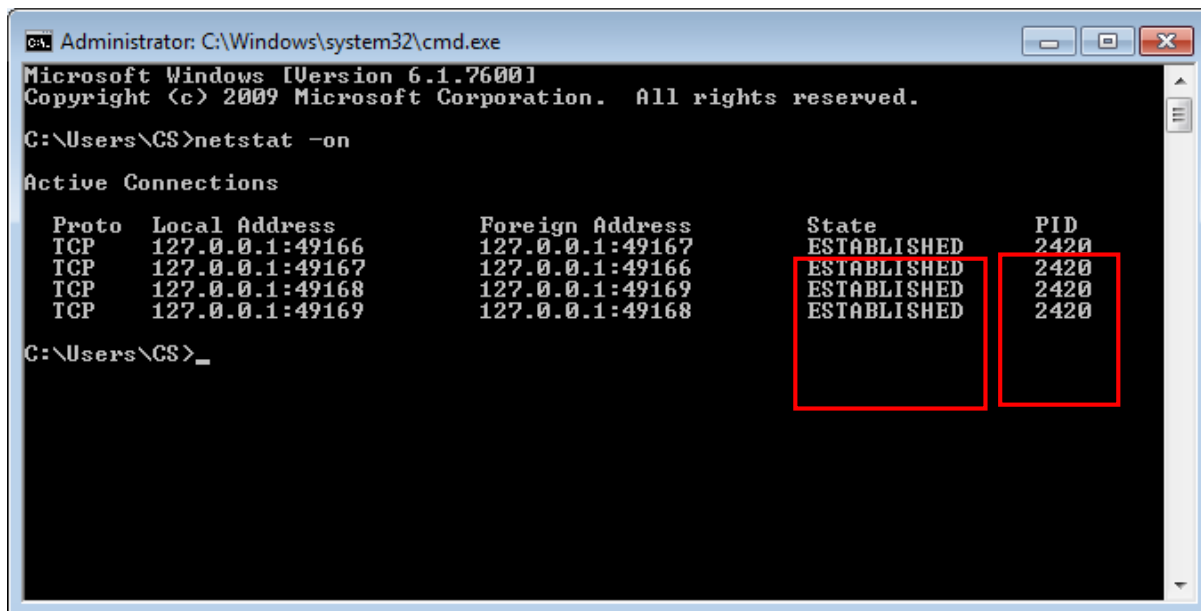 Administrator: C:\Windows\system32\cmd.exe
Microsoft Windows [Version 6.1.7600]
Copyright (c) 2009 Microsoft Corporation.  All rights reserved.
C:\Users\CS>netstat -on
Active Connections
Proto  Local Address          Foreign Address        State           PID
TCP    127.0.0.1:49166        127.0.0.1:49167        ESTABLISHED     2420
TCP    127.0.0.1:49167        127.0.0.1:49166        ESTABLISHED     2420
TCP    127.0.0.1:49168        127.0.0.1:49169        ESTABLISHED     2420
TCP    127.0.0.1:49169        127.0.0.1:49168        ESTABLISHED     2420
C:\Users\CS>_